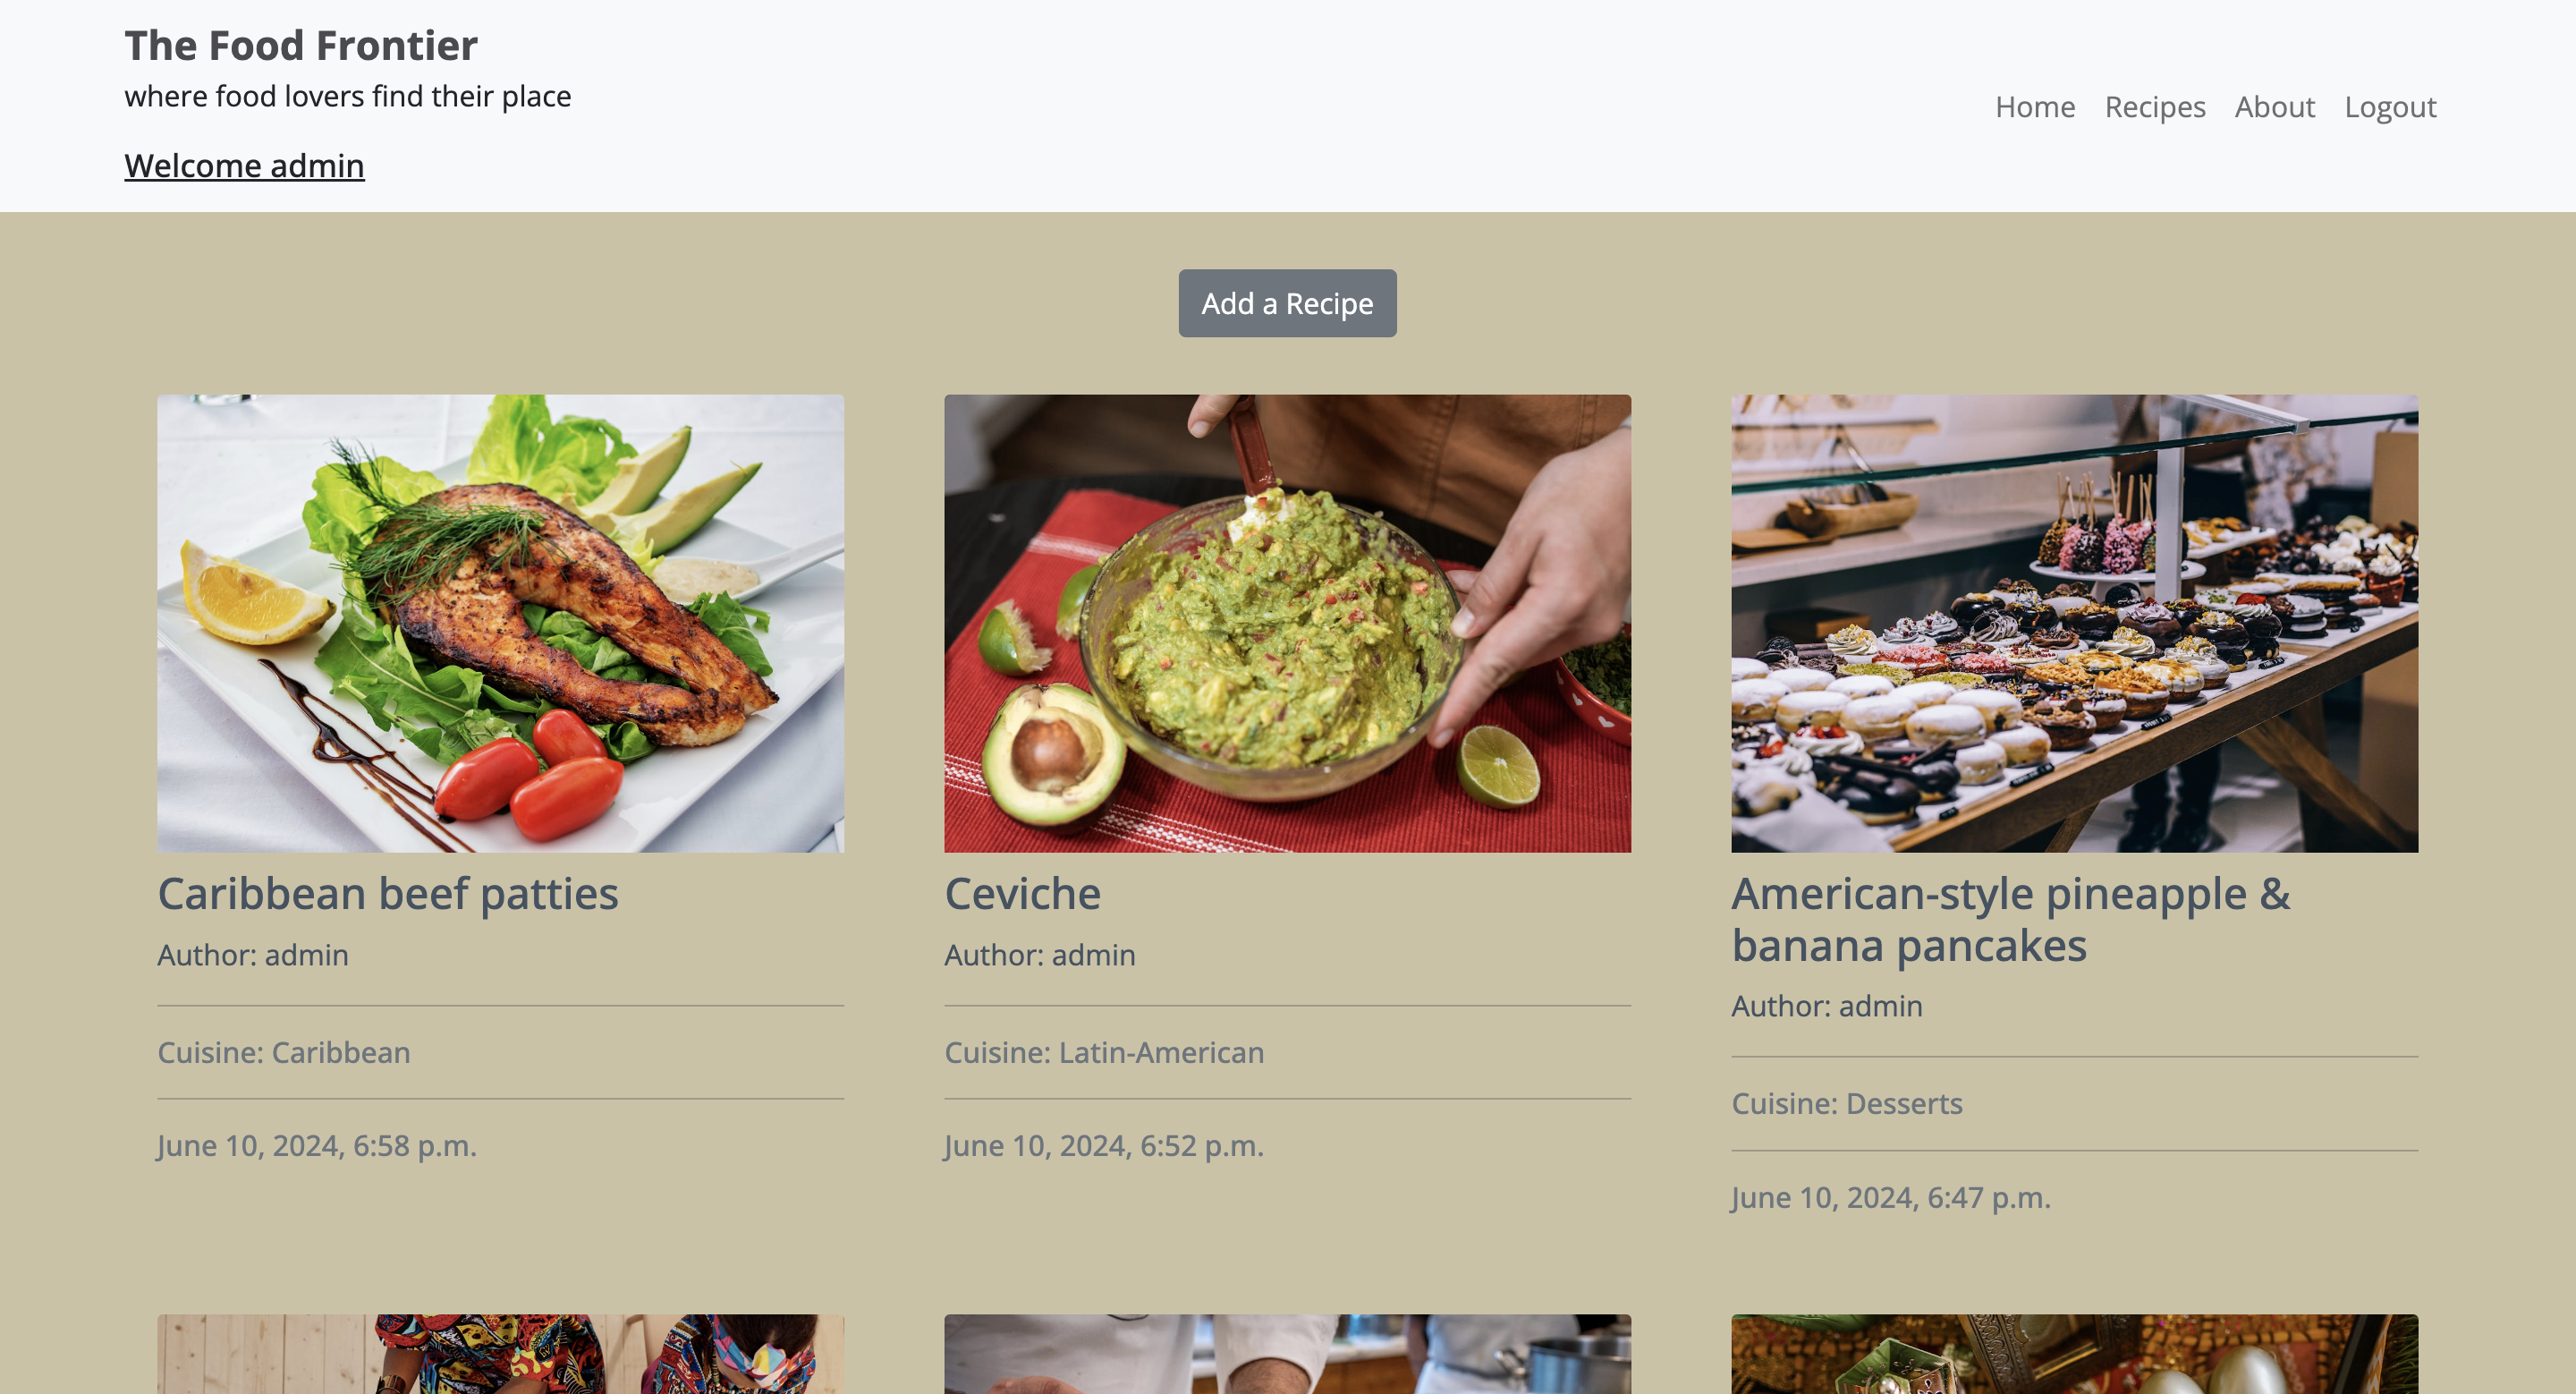 The Food Frontier
where food lovers find their place
Welcome admin
Home Recipes About Logout
Add a Recipe
Caribbean beef patties
Author: admin
Cuisine: Caribbean
June 10, 2024, 6:58 p.m.
Ceviche
Author: admin
Cuisine: Latin-American
June 10, 2024, 6:52 p.m.
American-style pineapple &
banana pancakes
Author: admin
Cuisine: Desserts
June 10, 2024, 6:47 p.m.